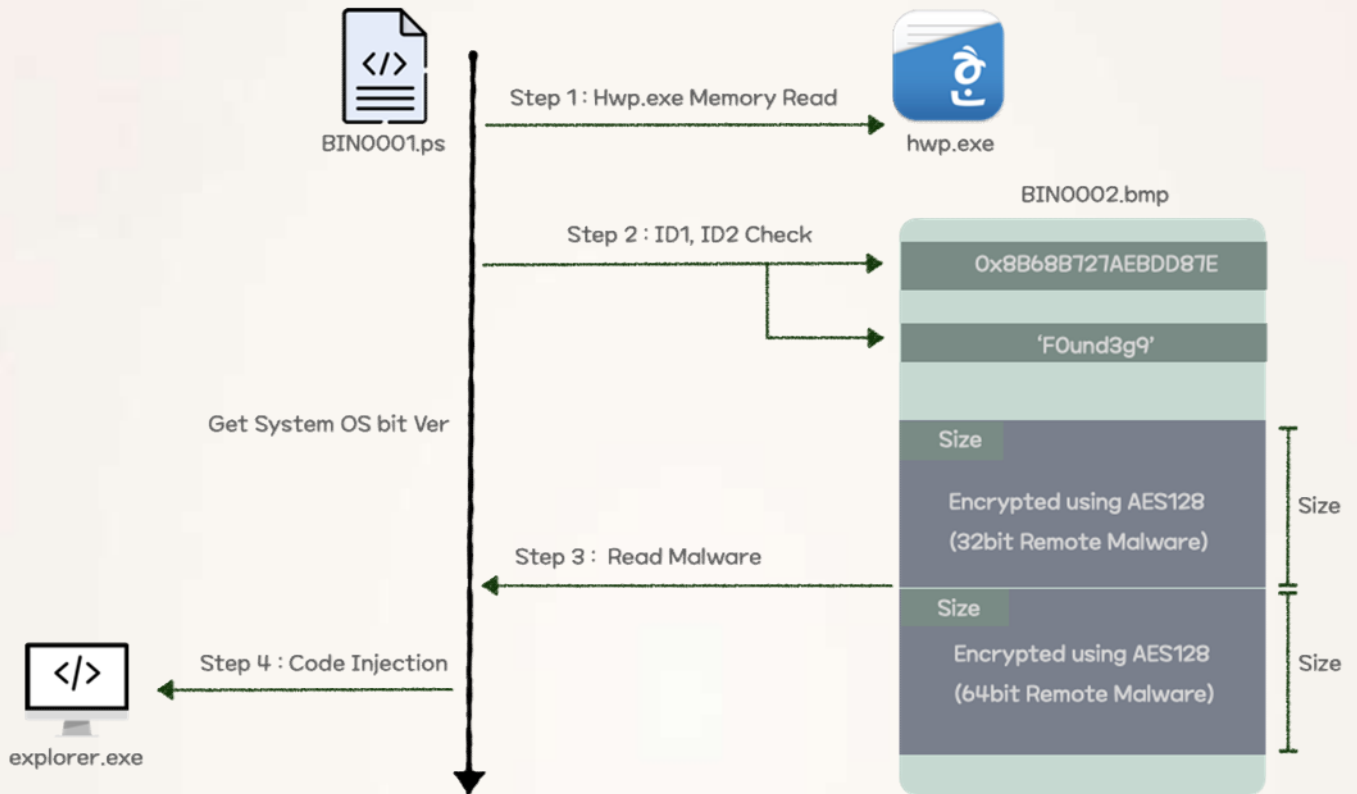 Step 1 : Hwp.exe Memory Read
BIN0001.ps
hwp.exe
BIN0002.bmp
Step 2 : ID1, ID2 Check
0x8B68B727AEBDD87E
'F0und3g9'
Get System OS bit Ver
Size
Encrypted using AES128
(32bit Remote Malware)
Size
Step 3 : Read Malware
Size
Encrypted using AES128
(64bit Remote Malware)
Size
Step 4 : Code Injection
explorer.exe